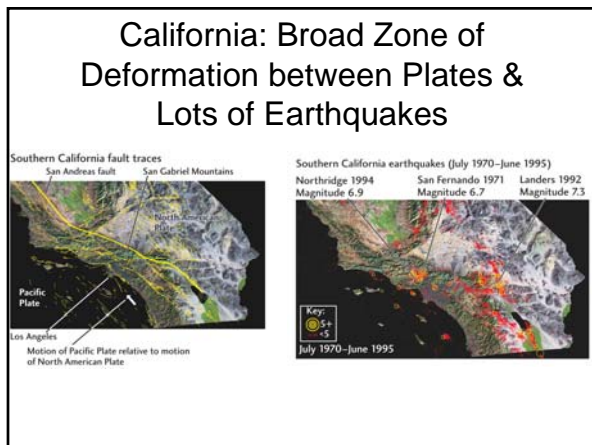 California: Broad Zone of
Deformation between Plates &
Lots of Earthquakes
Southern California fault traces
San Andreas fault
San Gabriel Mountains
North American
Plate
Pacific
Plate
Los Angeles
Motion of Pacific Plate relative to motion
of North American Plate
Southern California earthquakes (July 1970–June 1995)
Northridge 1994
Magnitude 6.9
San Fernando 1971
Magnitude 6.7
Landers 1992
Magnitude 7.3
Key:
5+
<5
July 1970–June 1995